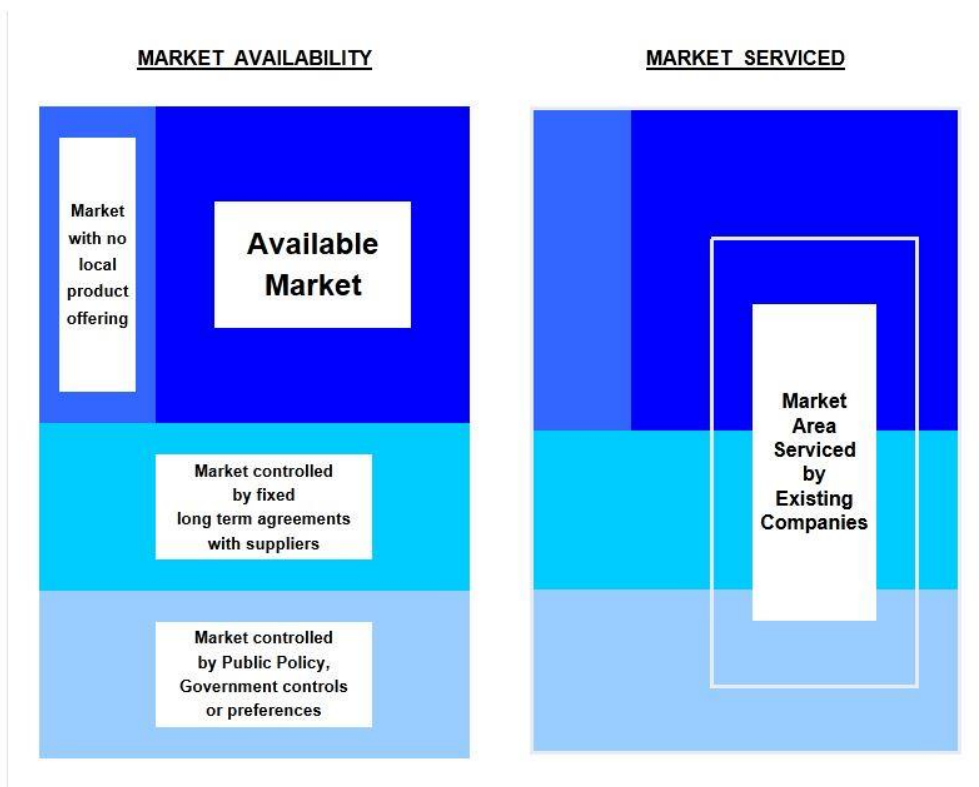 MARKET AVAILABILITY
Market
with no
local
product
offering
Available
Market
Market controlled
by fixed
long term agreements
with suppliers
Market controlled
by Public Policy,
Government controls
or preferences
MARKET SERVICED
Market
Area
Serviced
by
Existing
Companies